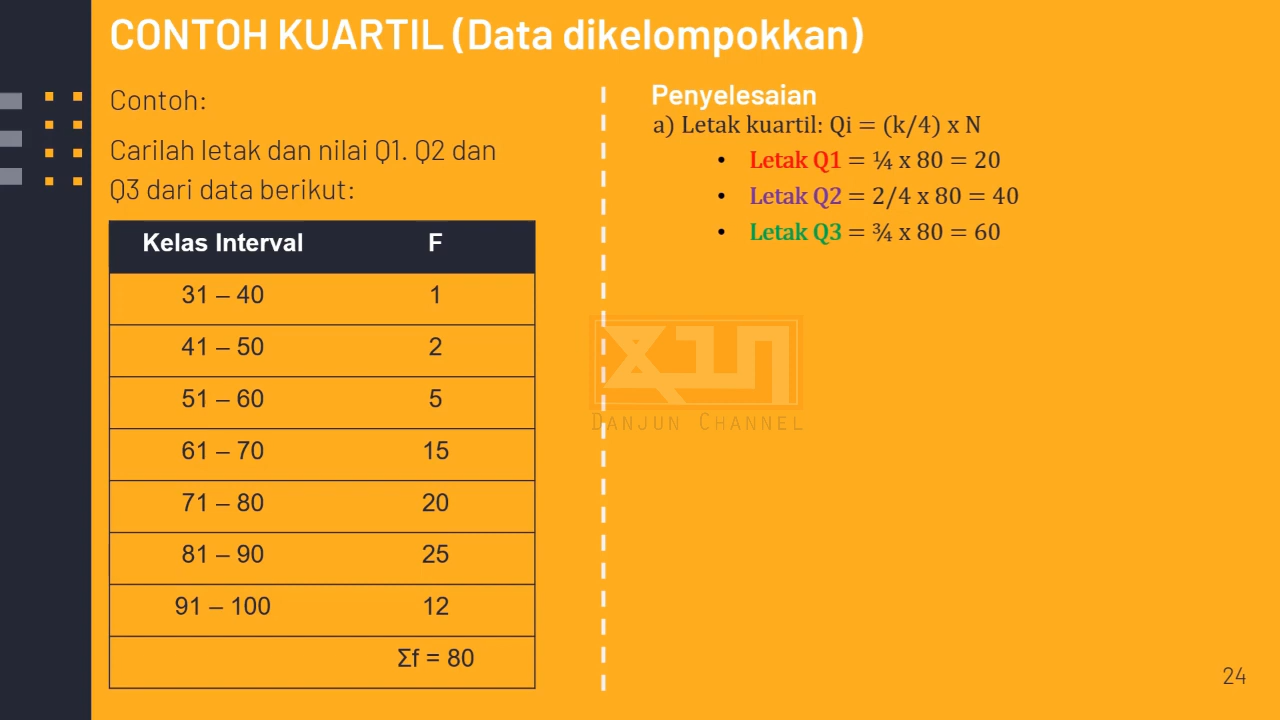 CONTOH KUARTIL (Data dikelompokkan)
Contoh:
Carilah letak dan nilai Q1. Q2 dan
Q3 dari data berikut:
Kelas Interval F
31 – 40 1
41 – 50 2
51 – 60 5
61 – 70 15
71 – 80 20
81 – 90 25
91 – 100 12
Σf = 80
Penyelesaian
a) Letak kuartil: Qi = (k/4) x N
• Letak Q1 = ¼ x 80 = 20
• Letak Q2 = 2/4 x 80 = 40
• Letak Q3 = ¾ x 80 = 60
DANJUN CHANNEL
24